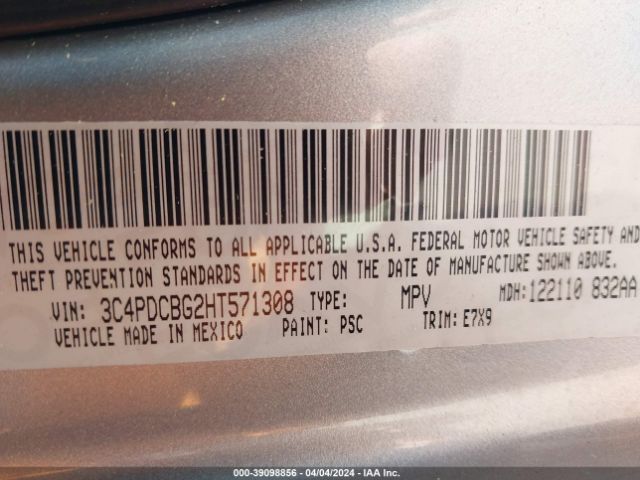 THIS VEHICLE CONFORMS TO ALL APPLICABLE U.S.A. FEDERAL MOTOR VEHICLE SAFETY AND
THEFT PREVENTION STANDARDS IN EFFECT ON THE DATE OF MANUFACTURE SHOWN ABOVE.
VIN: 3C4PDCBG2HT571308 TYPE: MPV MDH:122110 832AA
VEHICLE MADE IN MEXICO PAINT: PSC TRIM: E7X9
000-39098856 - 04/04/2024 - IAA Inc.